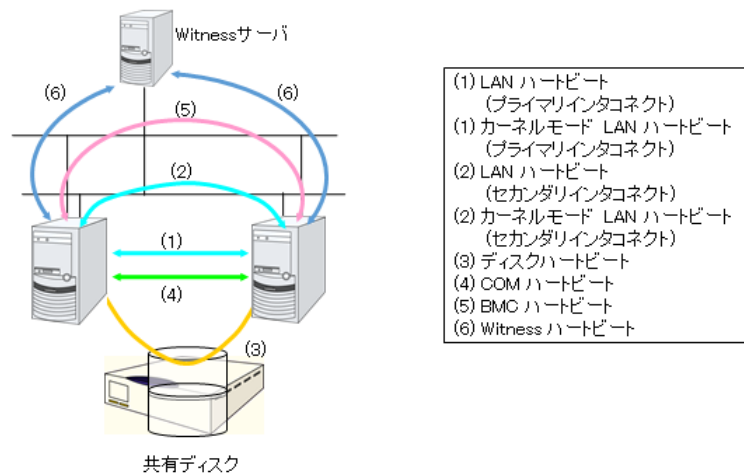 Witnessサーバ
(6)
(5)
(6)
(2)
(1)
(4)
(3)
共有ディスク
(1) LAN ハートビート
(プライマリインタコネクト)
(1) カーネルモード LAN ハートビート
(プライマリインタコネクト)
(2) LAN ハートビート
(セカンダリインタコネクト)
(2) カーネルモード LAN ハートビート
(セカンダリインタコネクト)
(3) ディスクハートビート
(4) COM ハートビート
(5) BMC ハートビート
(6) Witness ハートビート